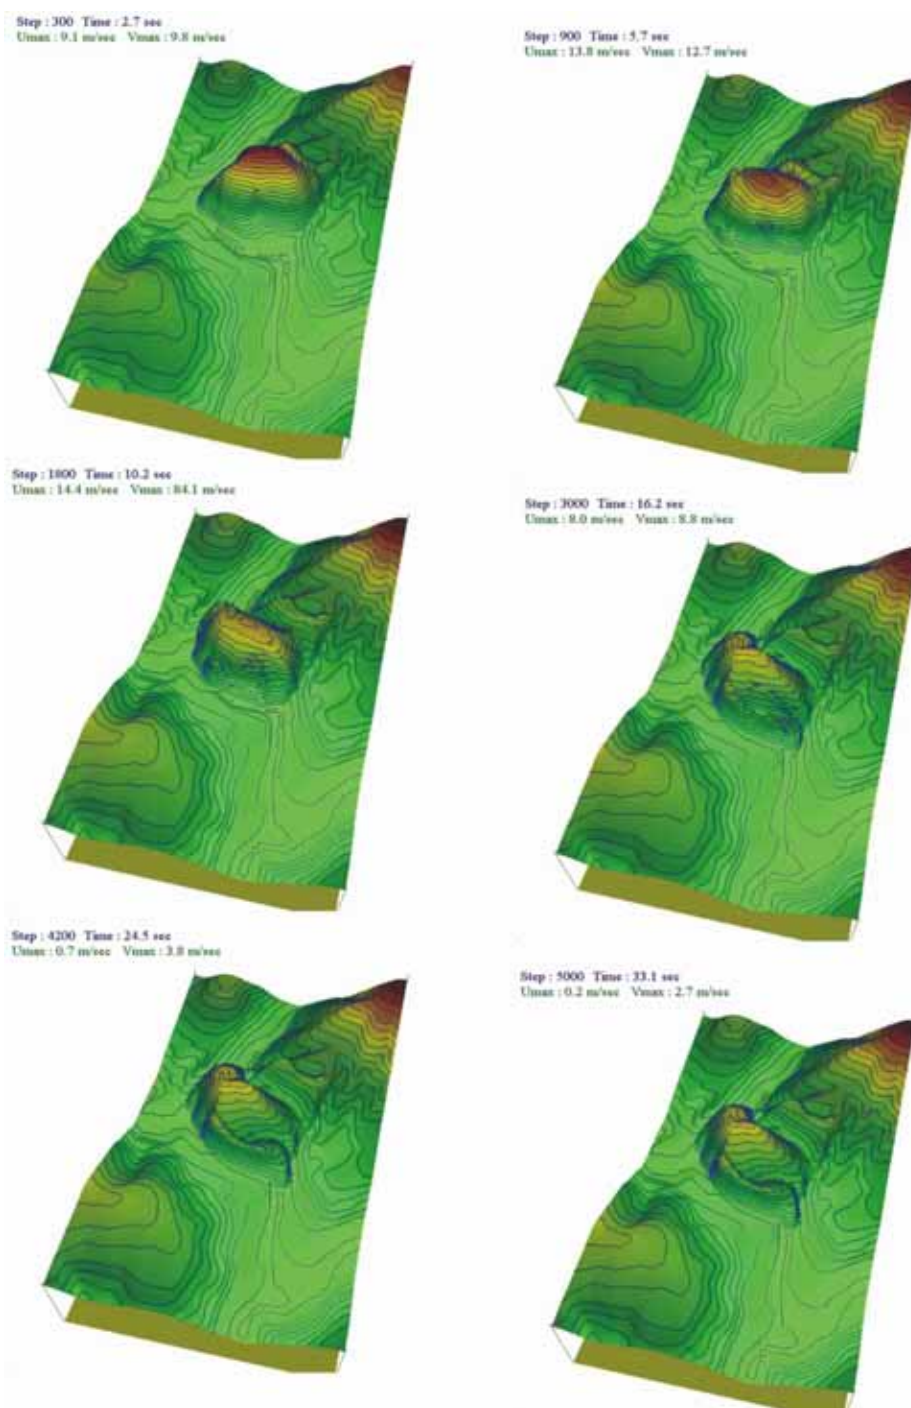 Step : 300 Time : 2.7 sec
Umax : 9.1 m/sec Vmax : 9.8 m/sec
Step : 900 Time : 5.7 sec
Umax : 13.8 m/sec Vmax : 12.7 m/sec
Step : 1800 Time : 10.2 sec
Umax : 14.4 m/sec Vmax : 84.1 m/sec
Step : 3000 Time : 16.2 sec
Umax : 8.0 m/sec Vmax : 8.8 m/sec
Step : 4200 Time : 24.5 sec
Umax : 0.7 m/sec Vmax : 3.8 m/sec
Step : 5000 Time : 33.1 sec
Umax : 0.2 m/sec Vmax : 2.7 m/sec